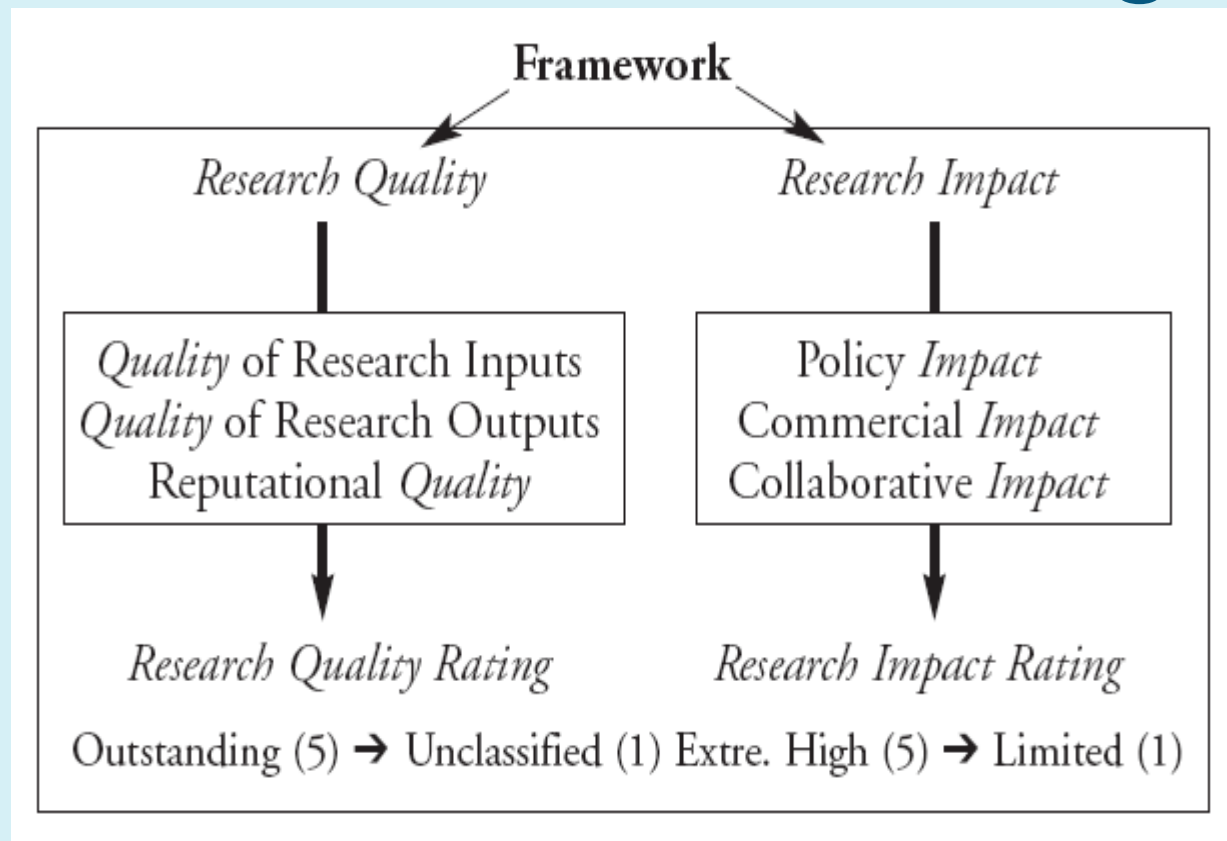 Framework
Research Quality
Research Impact
Quality of Research Inputs
Quality of Research Outputs
Reputational Quality
Policy Impact
Commercial Impact
Collaborative Impact
Research Quality Rating
Research Impact Rating
Outstanding (5) ➔ Unclassified (1) Extre. High (5) ➔ Limited (1)